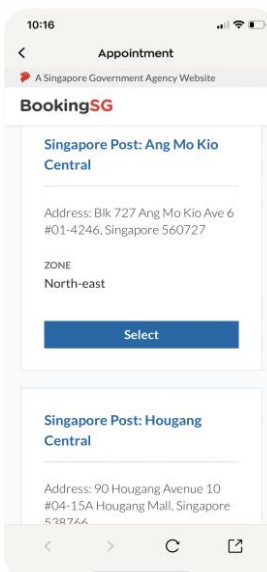 10:16
Appointment
A Singapore Government Agency Website
BookingSG
Singapore Post: Ang Mo Kio
Central
Address: Blk 727 Ang Mo Kio Ave 6
#01-4246, Singapore 560727
ZONE
North-east
Select
Singapore Post: Hougang
Central
Address: 90 Hougang Avenue 10
#04-15A Hougang Mall, Singapore
538766